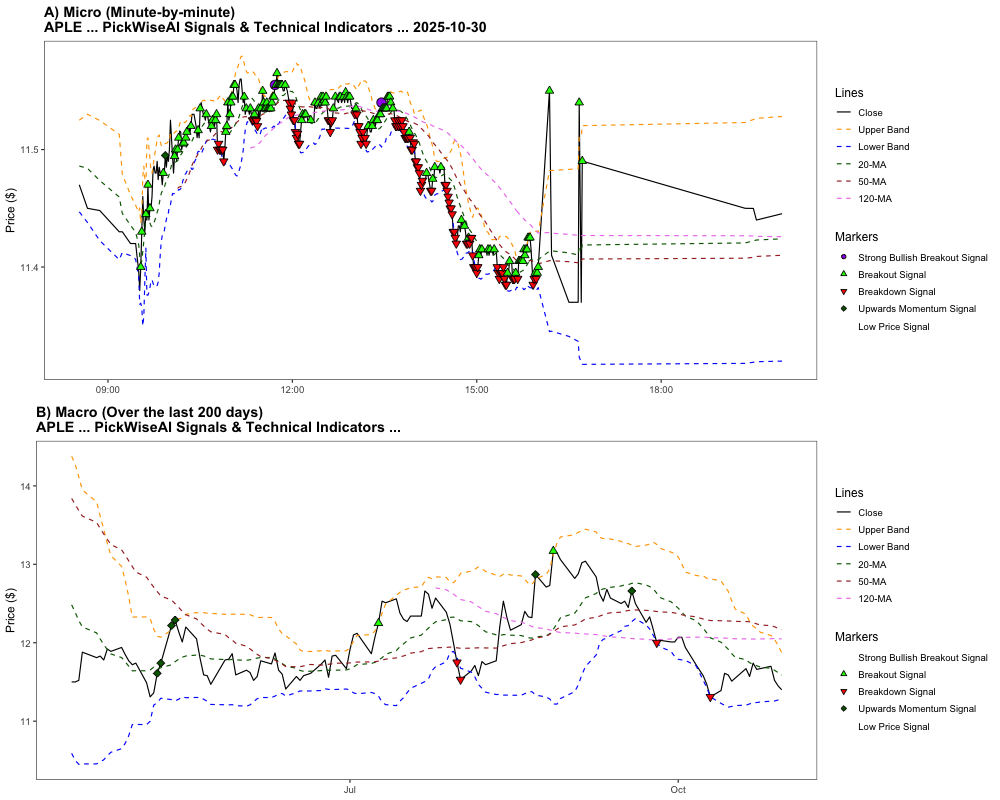 A) Micro (Minute-by-minute)
APLE ... PickWiseAI Signals & Technical Indicators ... 2025-10-30
Price ($)
11.5
11.4
09:00
12:00
15:00
18:00
Lines
Close
Upper Band
Lower Band
20-MA
50-MA
120-MA
Markers
Strong Bullish Breakout Signal
Breakout Signal
Breakdown Signal
Upwards Momentum Signal
Low Price Signal
B) Macro (Over the last 200 days)
APLE ... PickWiseAI Signals & Technical Indicators ...
Price ($)
14
13
12
11
Jul
Oct
Lines
Close
Upper Band
Lower Band
20-MA
50-MA
120-MA
Markers
Strong Bullish Breakout Signal
Breakout Signal
Breakdown Signal
Upwards Momentum Signal
Low Price Signal